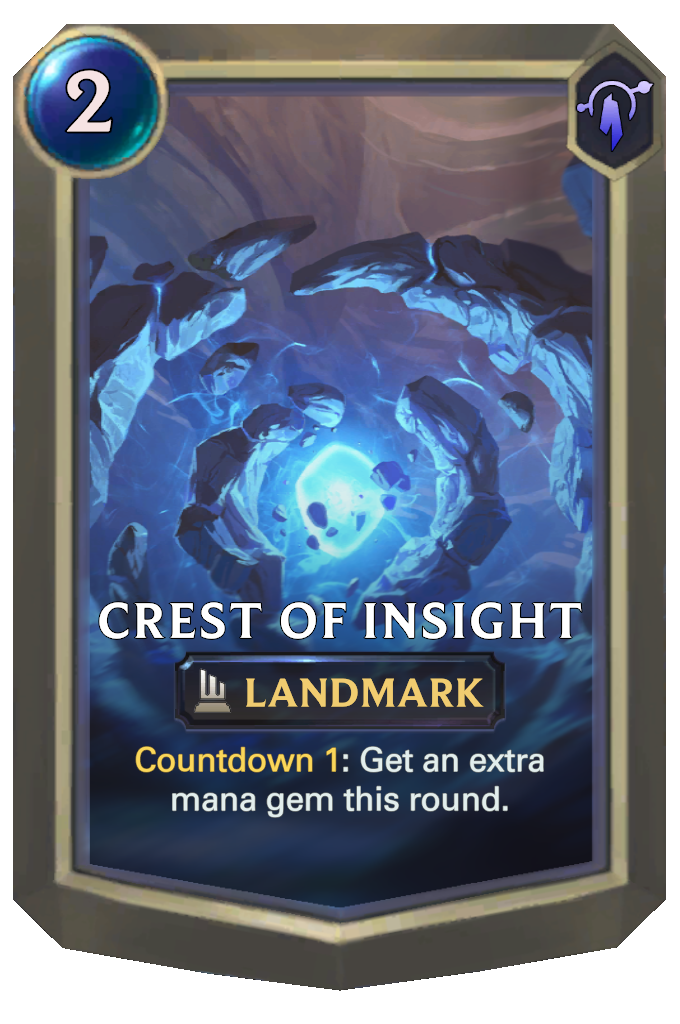 2
CREST OF INSIGHT
LANDMARK
Countdown 1: Get an extra
mana gem this round.